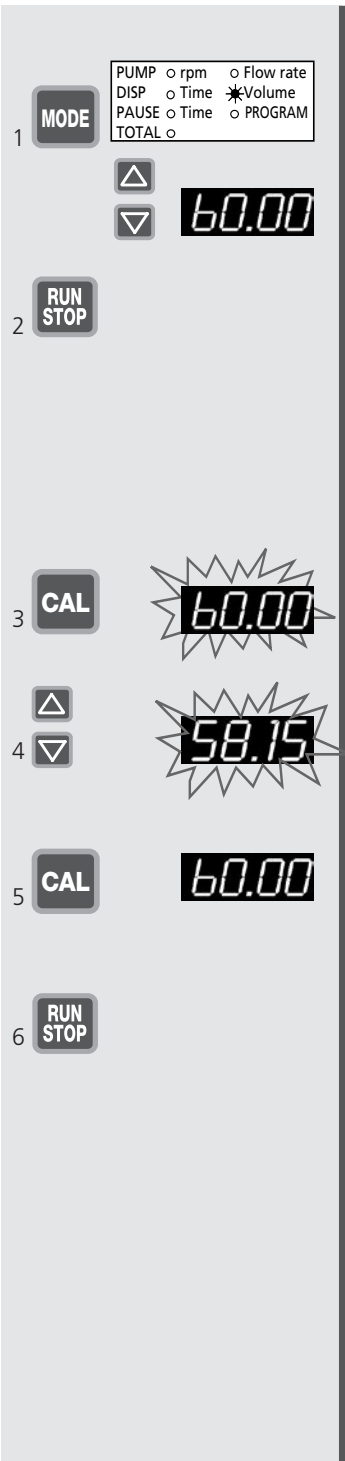 PUMP rpm Flow rate
DISP Time Volume
PAUSE Time PROGRAM
TOTAL
1 MODE
60.00
2 RUN
STOP
3 CAL 60.00
4 58.15
5 CAL 60.00
6 RUN
STOP